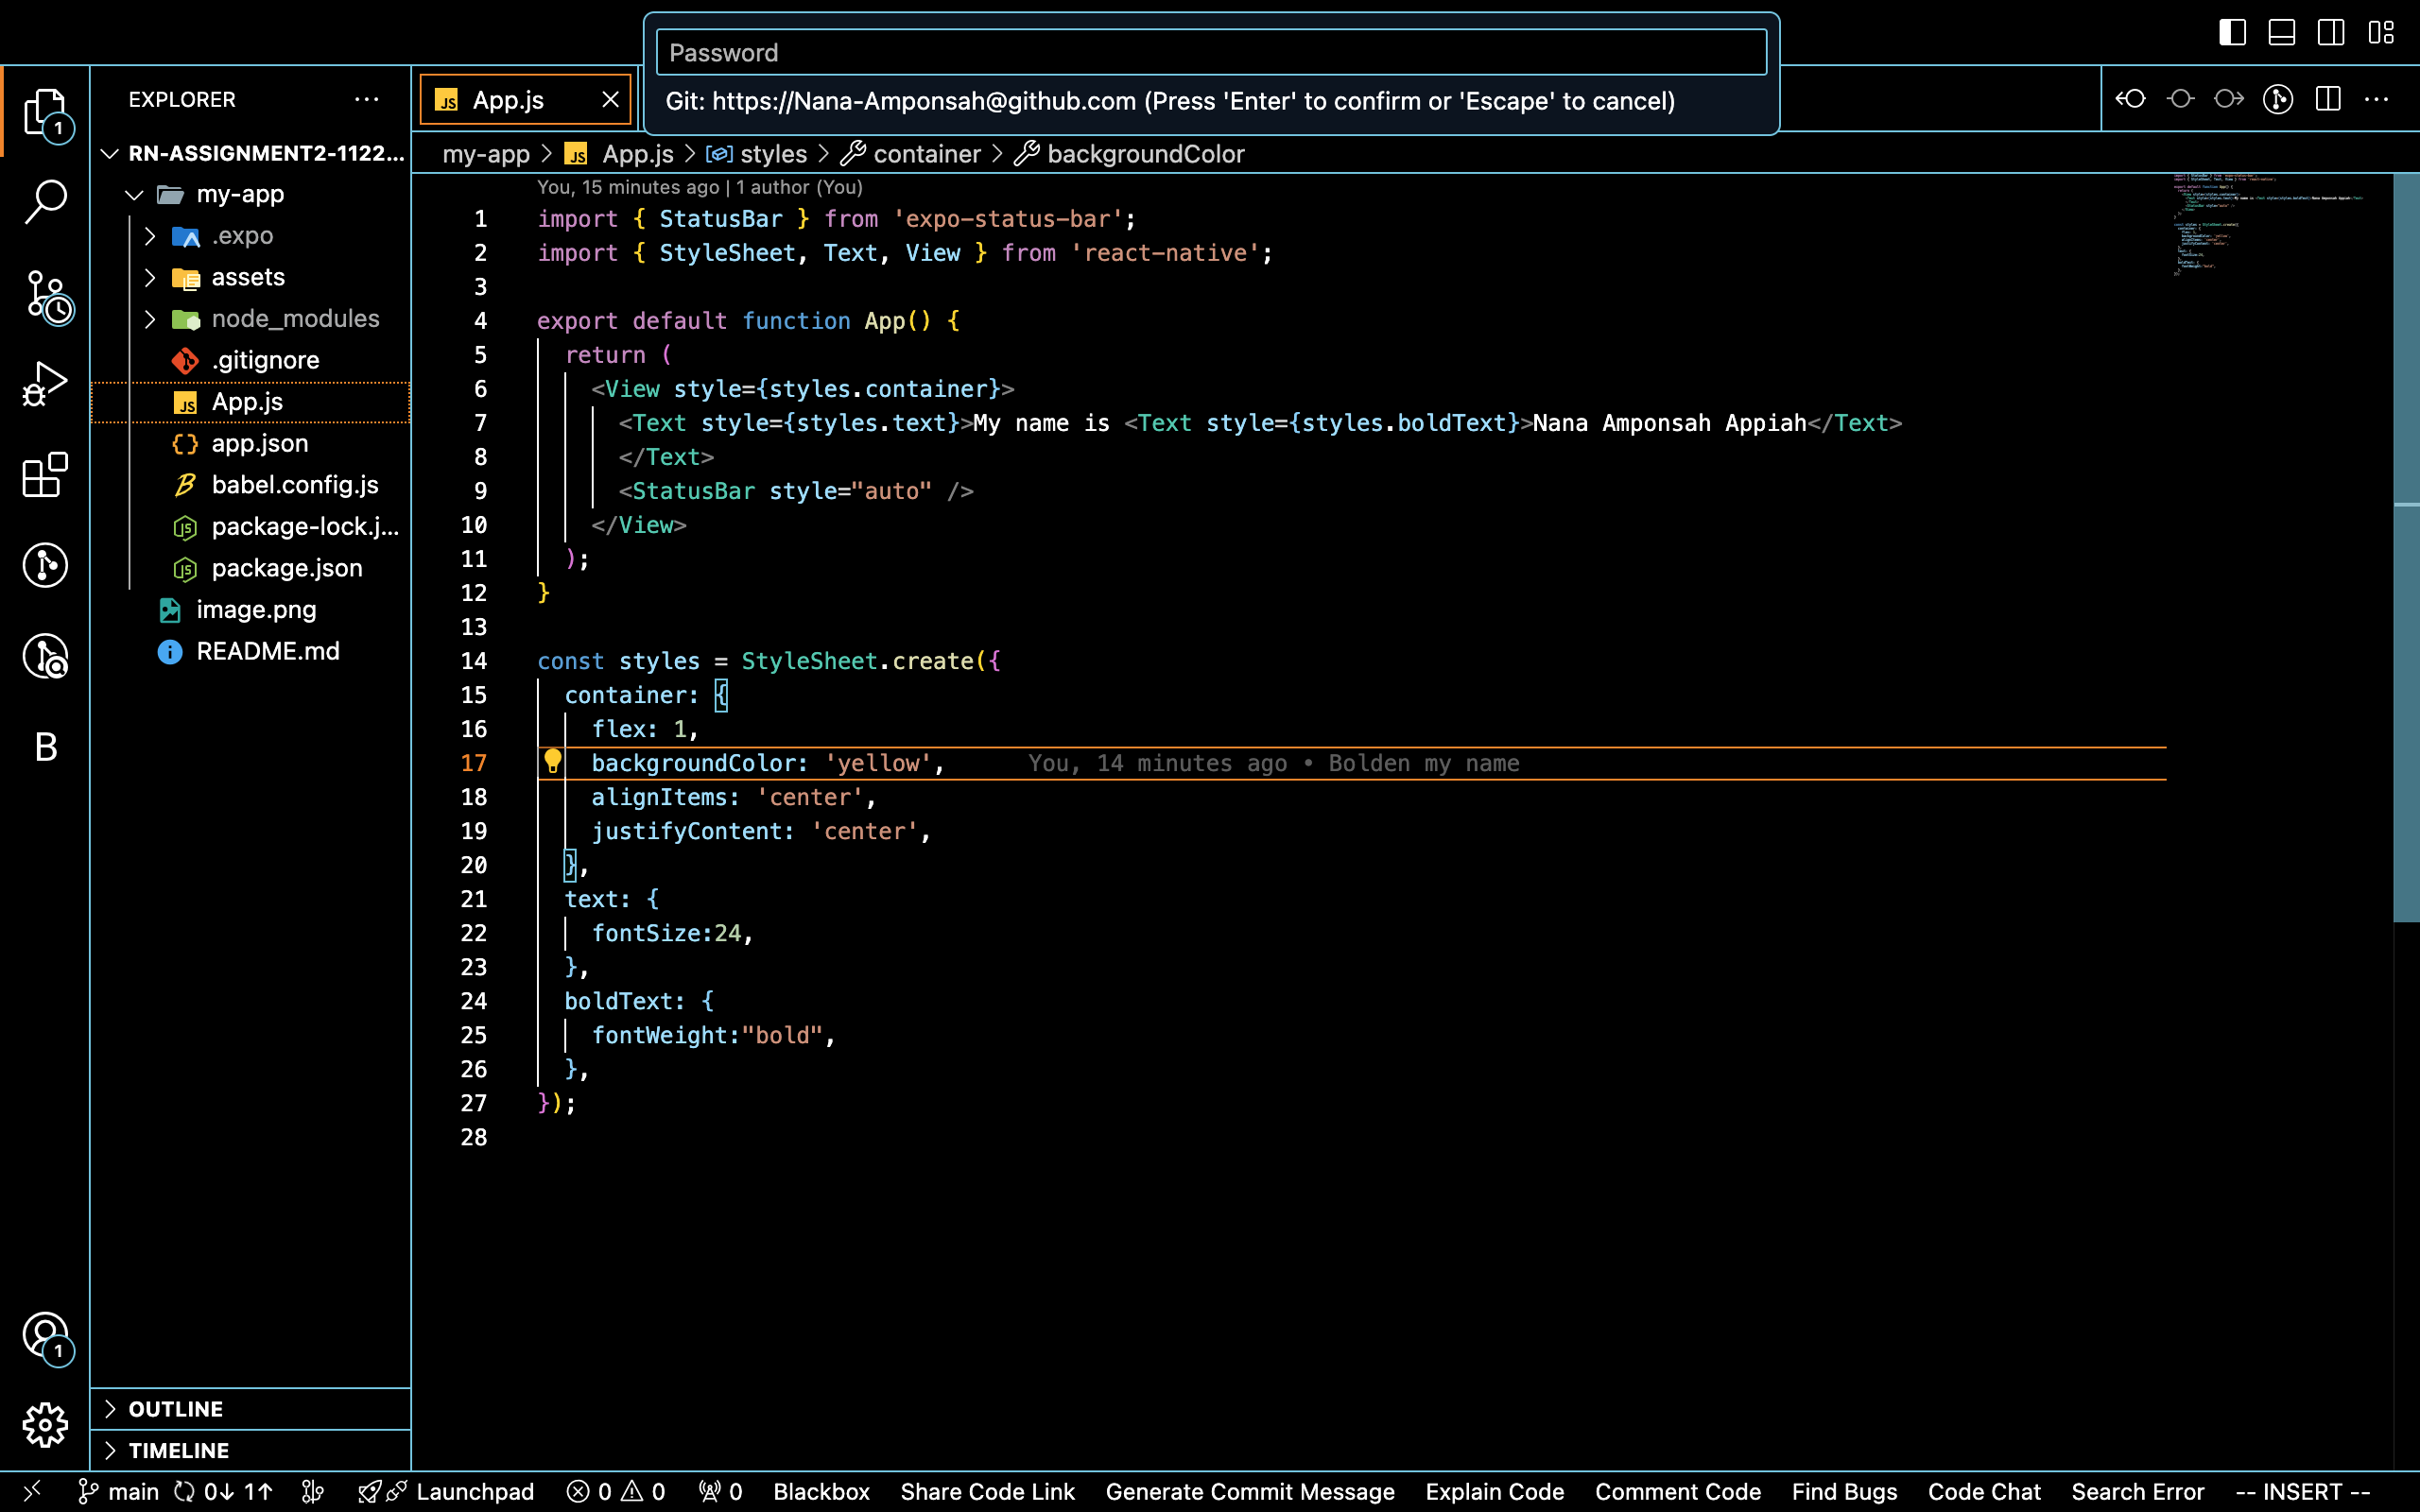 Password
Git: https://Nana-Amponsah@github.com (Press 'Enter' to confirm or 'Escape' to cancel)
EXPLORER
App.js
RN-ASSIGNMENT2-1122...
my-app
.expo
assets
node_modules
.gitignore
App.js
app.json
babel.config.js
package-lock.j...
package.json
image.png
README.md
OUTLINE
TIMELINE
1
B
1
my-app > App.js > styles > container > backgroundColor
You, 15 minutes ago | 1 author (You)
1 import { StatusBar } from 'expo-status-bar';
2 import { StyleSheet, Text, View } from 'react-native';
3
4 export default function App() {
5   return (
6     <View style={styles.container}>
7       <Text style={styles.text}>My name is <Text style={styles.boldText}>Nana Amponsah Appiah</Text>
8       </Text>
9       <StatusBar style="auto" />
10     </View>
11   );
12 }
13
14 const styles = StyleSheet.create({
15   container: {
16     flex: 1,
17     backgroundColor: 'yellow', You, 14 minutes ago • Bolden my name
18     alignItems: 'center',
19     justifyContent: 'center',
20   },
21   text: {
22     fontSize:24,
23   },
24   boldText: {
25     fontWeight:"bold",
26   },
27 });
28
main 0↓ 1↑ Launchpad 0 0 0 Blackbox Share Code Link Generate Commit Message Explain Code Comment Code Find Bugs Code Chat Search Error -- INSERT --